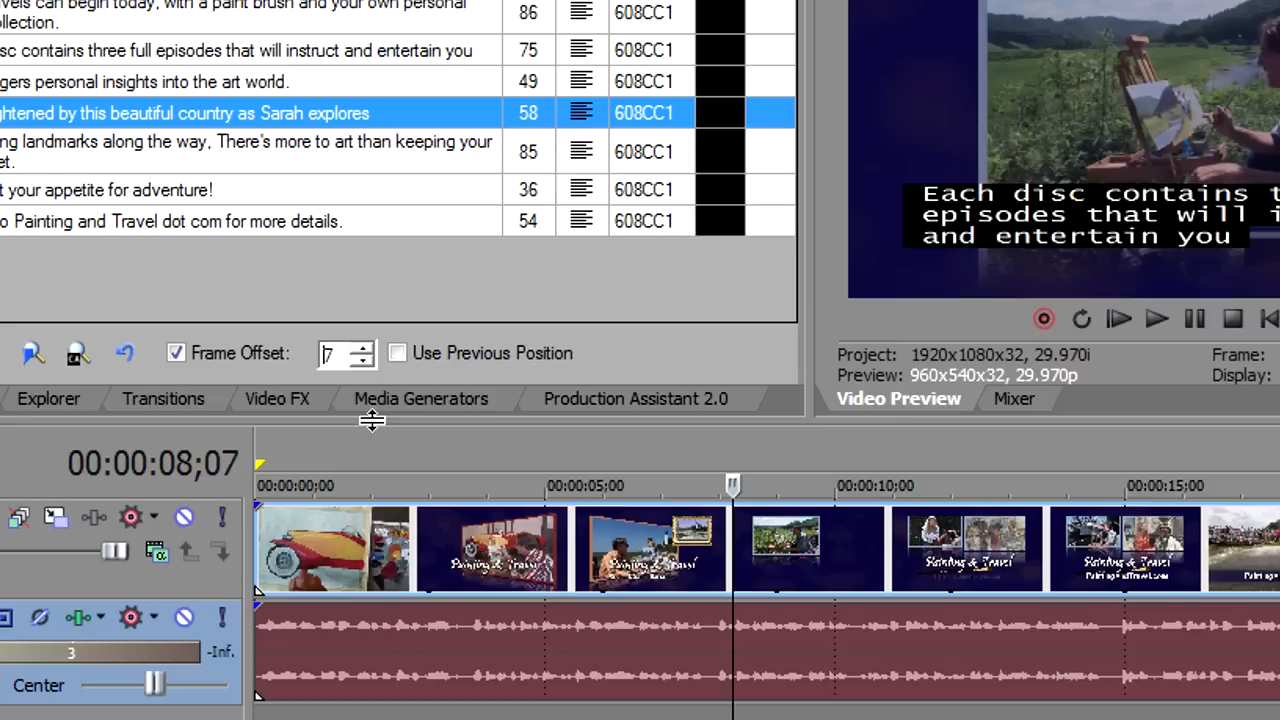 vels can begin today, with a paint brush and your own personal
ollection.
86
608CC1
sc contains three full episodes that will instruct and entertain you
75
608CC1
gers personal insights into the art world.
49
608CC1
ghtened by this beautiful country as Sarah explores
58
608CC1
ng landmarks along the way, There's more to art than keeping your
et.
85
608CC1
t your appetite for adventure!
36
608CC1
o Painting and Travel dot com for more details.
54
608CC1
Each disc contains t
episodes that will i
and entertain you
Frame Offset:
7
Use Previous Position
Project: 1920x1080x32, 29.970i
Frame:
Preview: 960x540x32, 29.970p
Display:
Explorer
Transitions
Video FX
Media Generators
Production Assistant 2.0
Video Preview
Mixer
00:00:08;07
00:00:00;00
00:00:05;00
00:00:10;00
00:00:15;00
Painting & Travel
Painting & Travel
Painting & Travel
Painting & Travel
3
-Inf.
Center